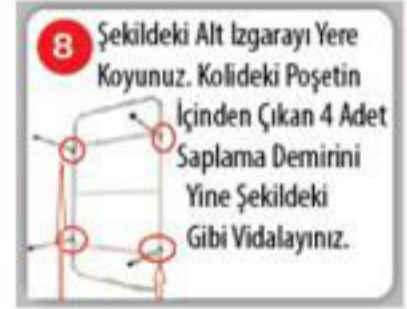 8 Şekildeki Alt Izgarayı Yere
Koyunuz. Kolideki Poşetin
İçinden Çıkan 4 Adet
Saplama Demirini
Yine Şekildeki
Gibi Vidalayınız.